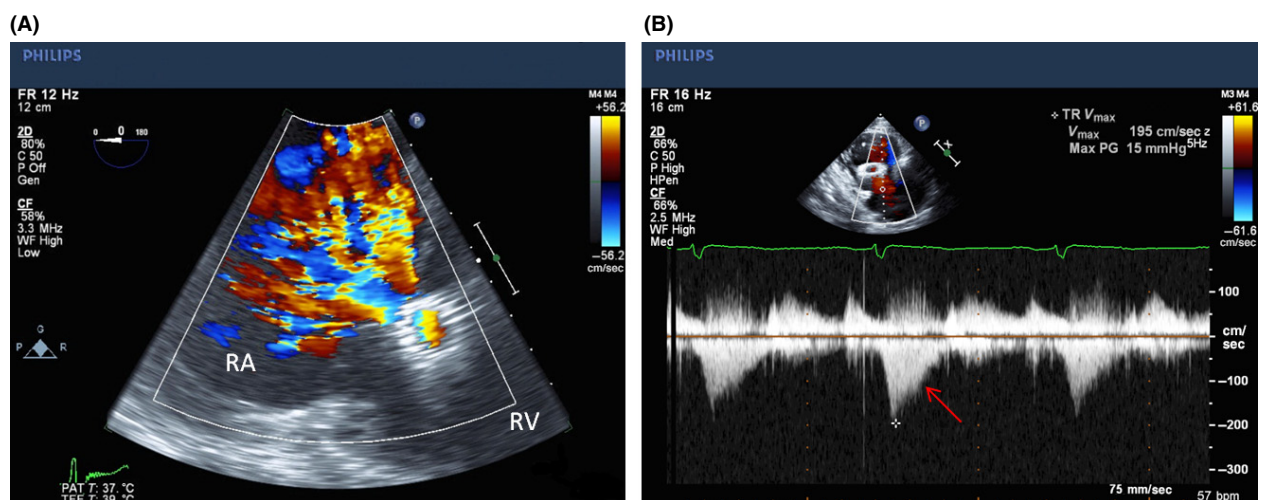 (A)
PHILIPS
FR 12 Hz
12 cm
2D
80%
C 50
P Off
Gen
CF
58%
3.3 MHz
WF High
Low
0 0 180
P
M4 M4
+56.2
−56.2
cm/sec
G
P R
RA
RV
PAT T: 37. °C
TEE T: 39. °C
(B)
PHILIPS
FR 16 Hz
16 cm
2D
66%
C 50
P High
HPen
CF
66%
2.5 MHz
WF High
Med
P
TR Vmax
Vmax 195 cm/sec z
Max PG 15 mmHg 5Hz
M3 M4
+61.6
−61.6
cm/sec
100
cm/
sec
−100
−200
−300
75 mm/sec
57 bpm